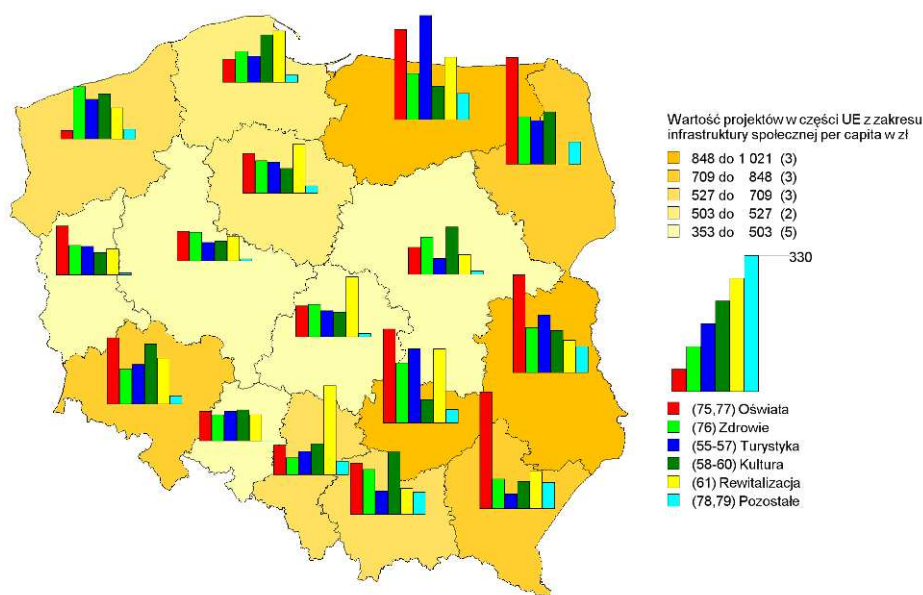 Wartość projektów w części UE z zakresu
infrastruktury społecznej per capita w zł
848 do 1 021 (3)
709 do 848 (3)
527 do 709 (3)
503 do 527 (2)
353 do 503 (5)
330
(75,77) Oświata
(76) Zdrowie
(55-57) Turystyka
(58-60) Kultura
(61) Rewitalizacja
(78,79) Pozostałe